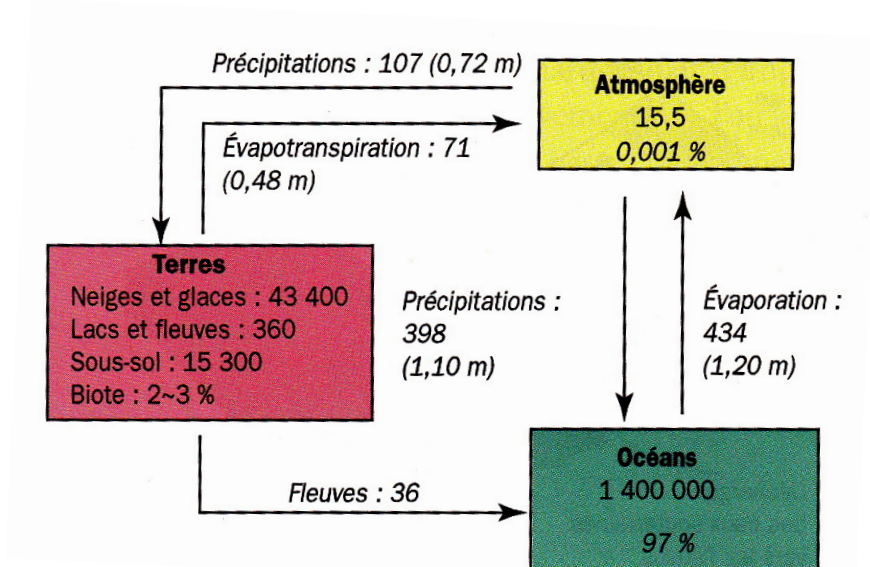 Précipitations : 107 (0,72 m)
Atmosphère
15,5
0,001 %
Évapotranspiration : 71
(0,48 m)
Terres
Neiges et glaces : 43 400
Lacs et fleuves : 360
Sous-sol : 15 300
Biote : 2~3 %
Précipitations :
398
(1,10 m)
Évaporation :
434
(1,20 m)
Océans
1 400 000
97 %
Fleuves : 36